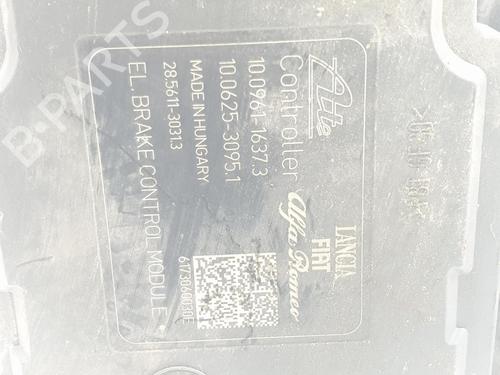 Ate
Controller
10.0961-1637.3
10.0625-3095.1
MADE IN HUNGARY
28.5611-3031.3
EL. BRAKE CONTROL MODULE
LANCIA
FIAT
Alfa Romeo
B-PARTS